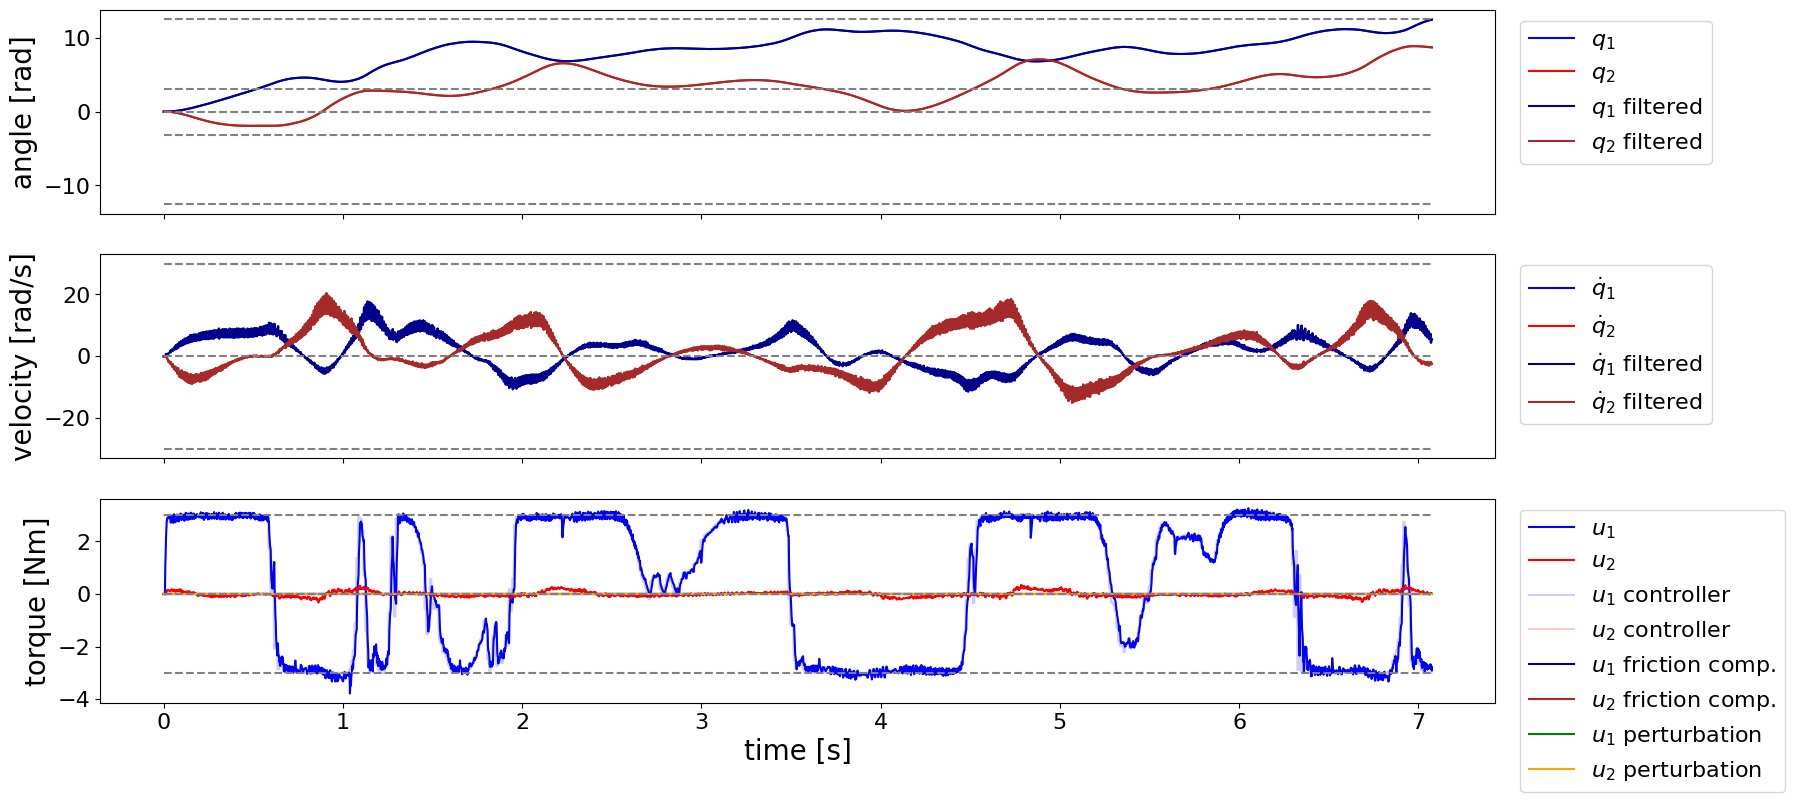 angle [rad]
10
0
−10
q₁
q₂
q₁ filtered
q₂ filtered
velocity [rad/s]
20
0
−20
q̇₁
q̇₂
q̇₁ filtered
q̇₂ filtered
torque [Nm]
2
0
−2
−4
0 1 2 3 4 5 6 7
time [s]
u₁
u₂
u₁ controller
u₂ controller
u₁ friction comp.
u₂ friction comp.
u₁ perturbation
u₂ perturbation